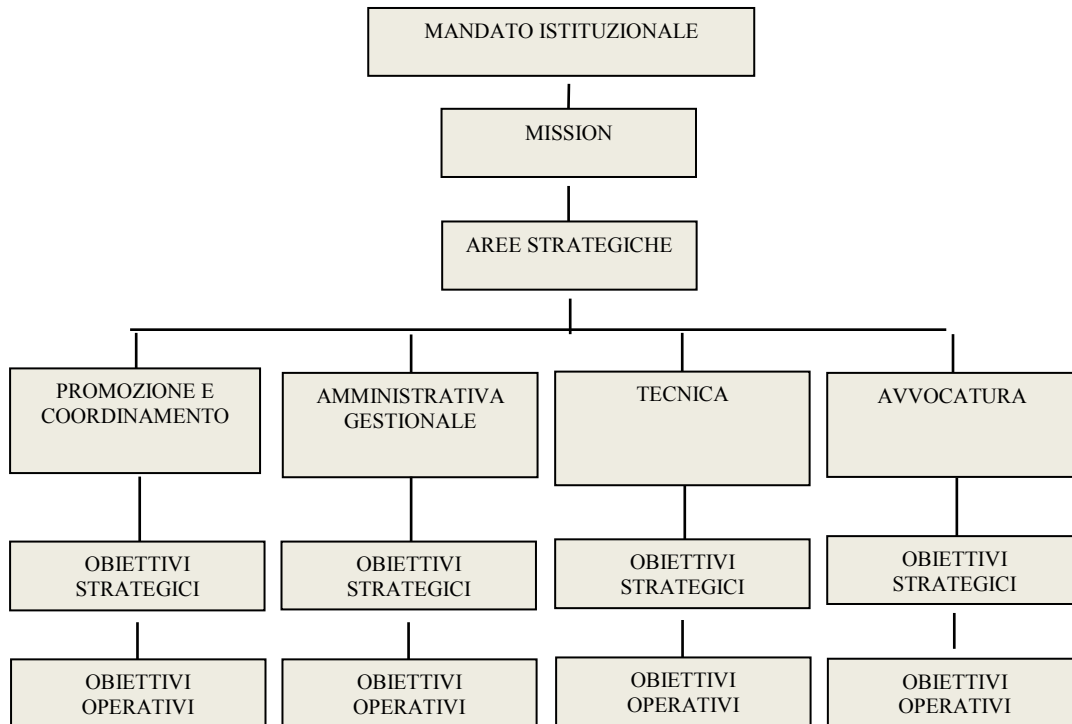 MANDATO ISTITUZIONALE
MISSION
AREE STRATEGICHE
PROMOZIONE E
COORDINAMENTO
AMMINISTRATIVA
GESTIONALE
TECNICA
AVVOCATURA
OBIETTIVI
STRATEGICI
OBIETTIVI
STRATEGICI
OBIETTIVI
STRATEGICI
OBIETTIVI
STRATEGICI
OBIETTIVI
OPERATIVI
OBIETTIVI
OPERATIVI
OBIETTIVI
OPERATIVI
OBIETTIVI
OPERATIVI